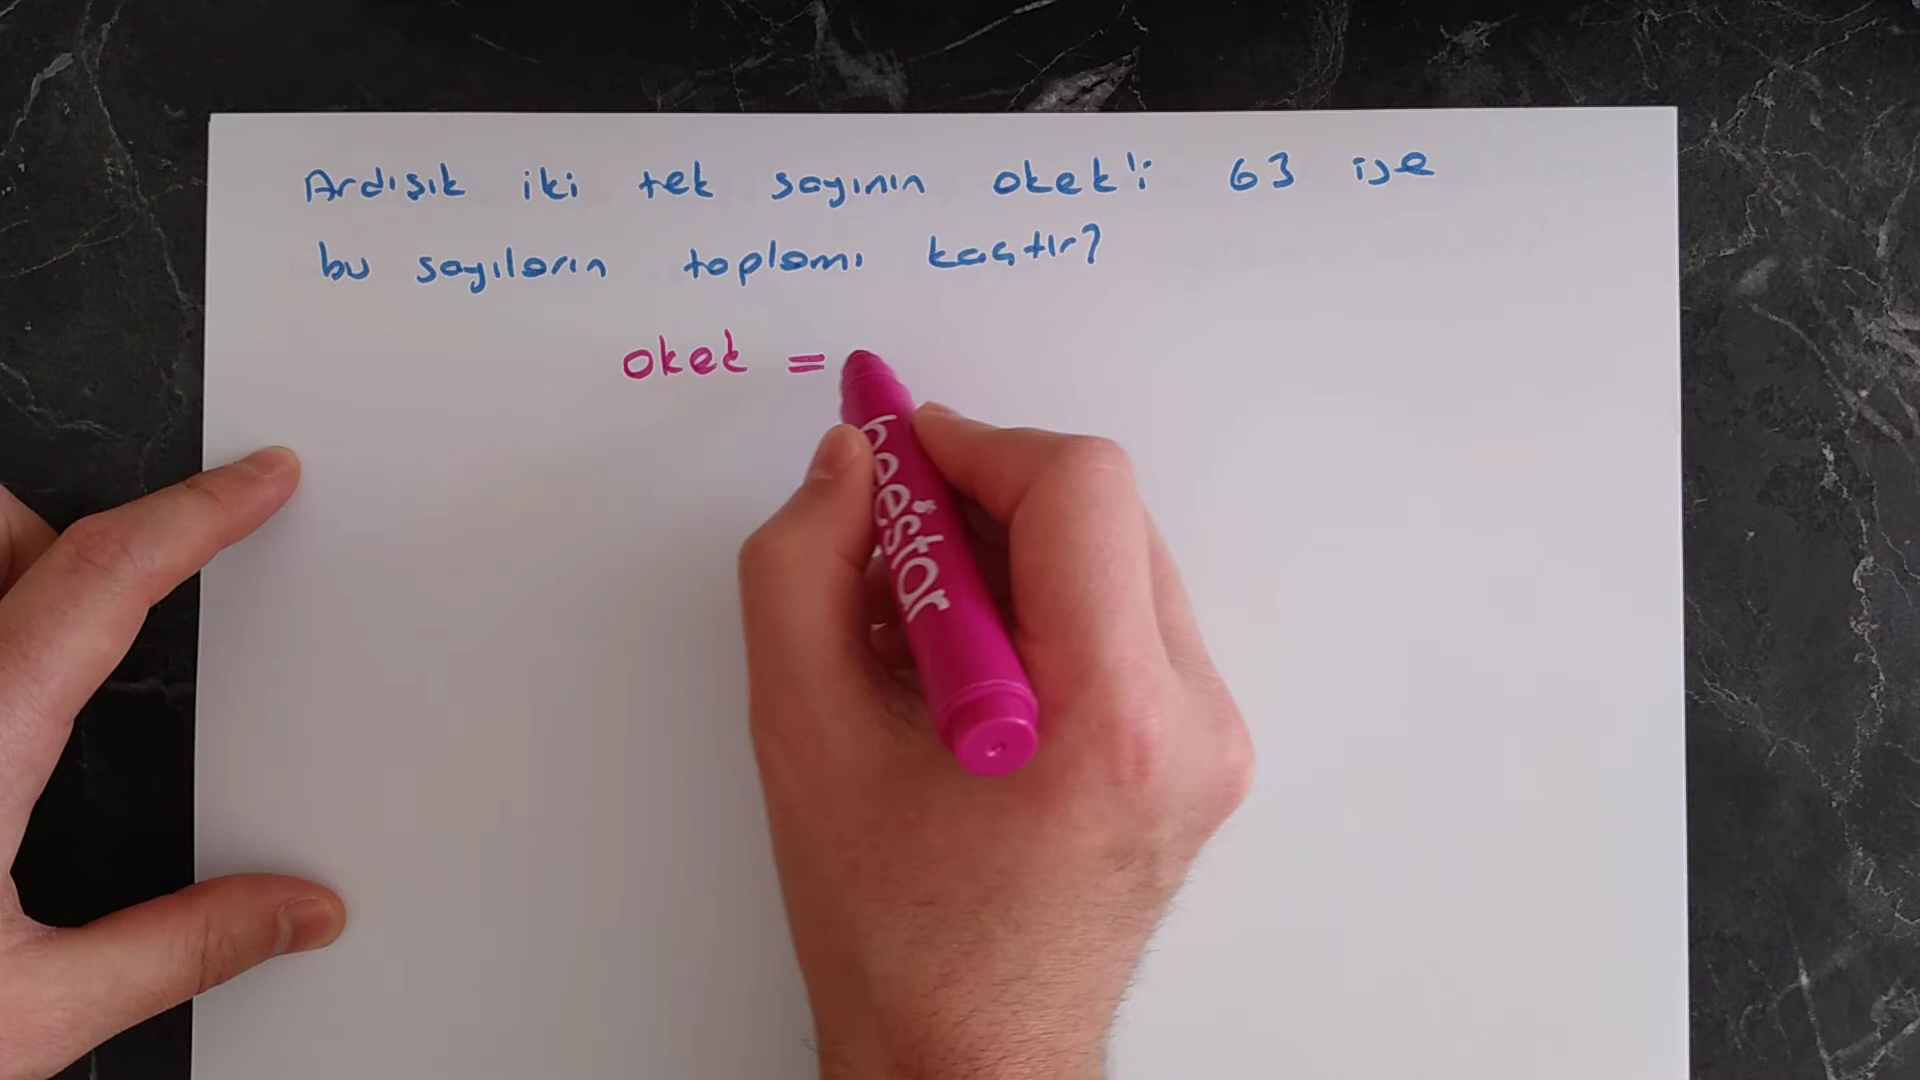 Ardışık iki tek sayının okek'i 63 ise
bu sayıların toplamı kaçtır?
okek =
beestar